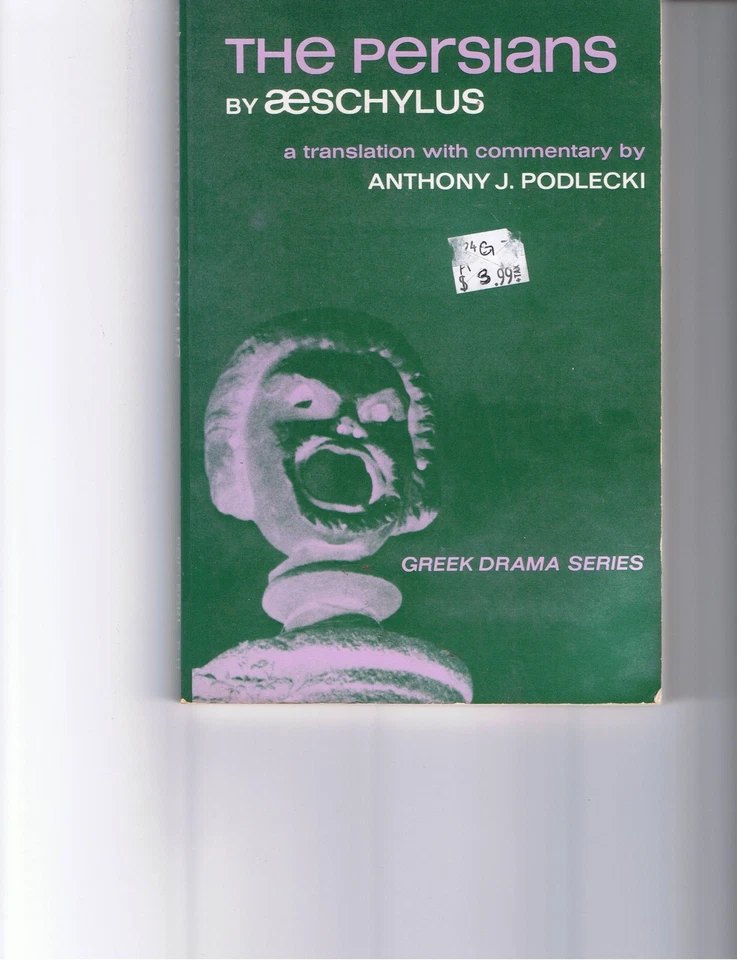 THe PersIans
BY æSCHYLUS
a translation with commentary by
ANTHONY J. PODLECKI
$ 3.99
GREEK DRAMA SERIES